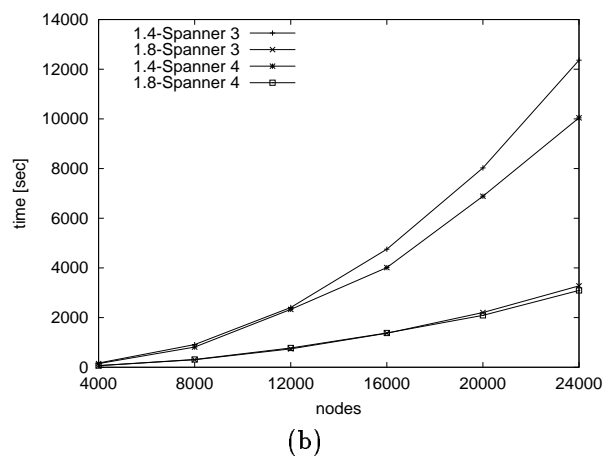 14000
12000
10000
8000
6000
4000
2000
0
time [sec]
1.4-Spanner 3
1.8-Spanner 3
1.4-Spanner 4
1.8-Spanner 4
4000 8000 12000 16000 20000 24000
nodes
(b)